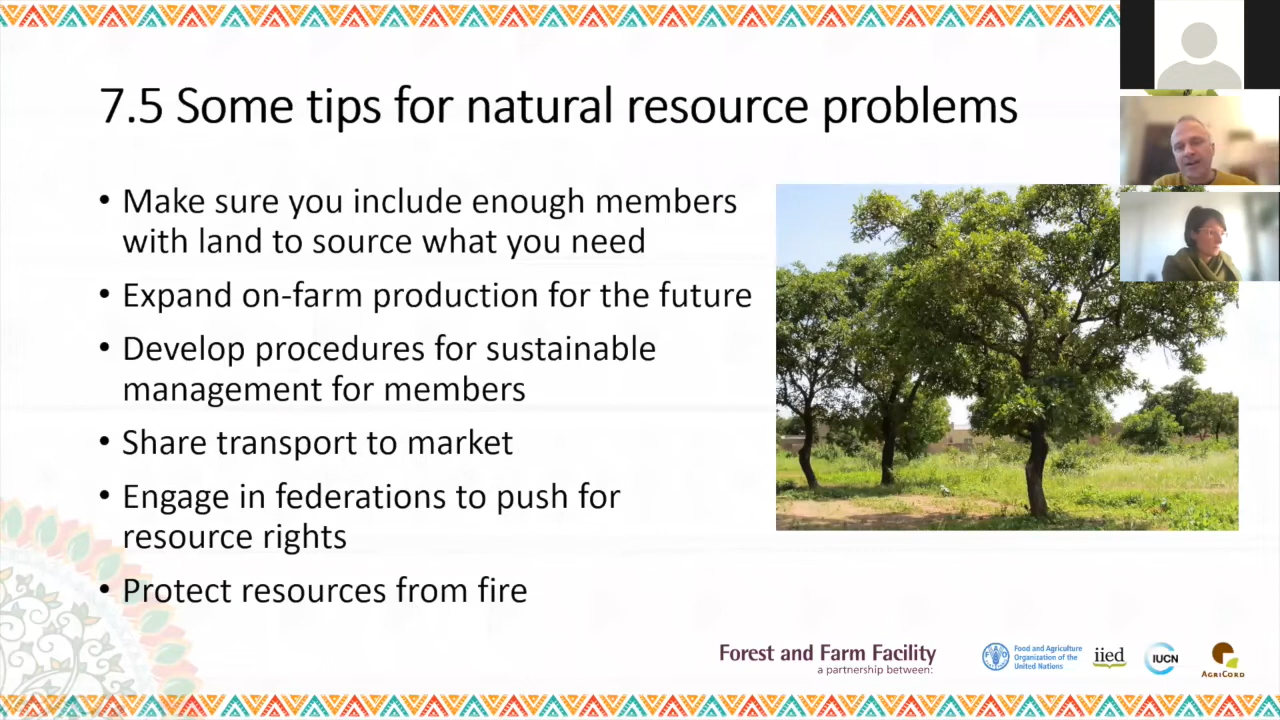 7.5 Some tips for natural resource problems
• Make sure you include enough members
with land to source what you need
• Expand on-farm production for the future
• Develop procedures for sustainable
management for members
• Share transport to market
• Engage in federations to push for
resource rights
• Protect resources from fire
Forest and Farm Facility
a partnership between:
Food and Agriculture
Organization of the
United Nations
iied
IUCN
AGRICORD